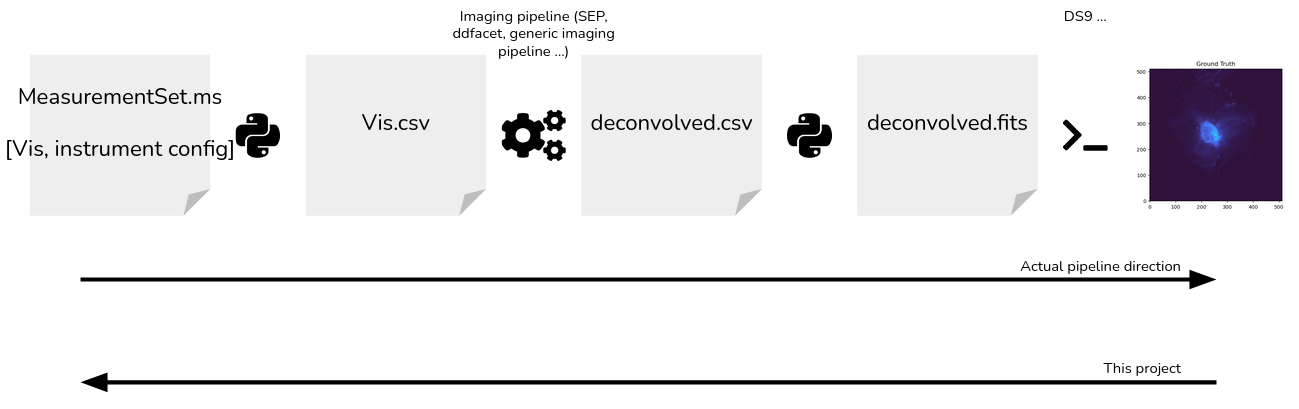 Imaging pipeline (SEP,
ddfacet, generic imaging
pipeline ...)
DS9 ...
MeasurementSet.ms
[Vis, instrument config]
Vis.csv
deconvolved.csv
deconvolved.fits
Ground Truth
500
400
300
200
100
0
0 100 200 300 400 500
Actual pipeline direction
This project